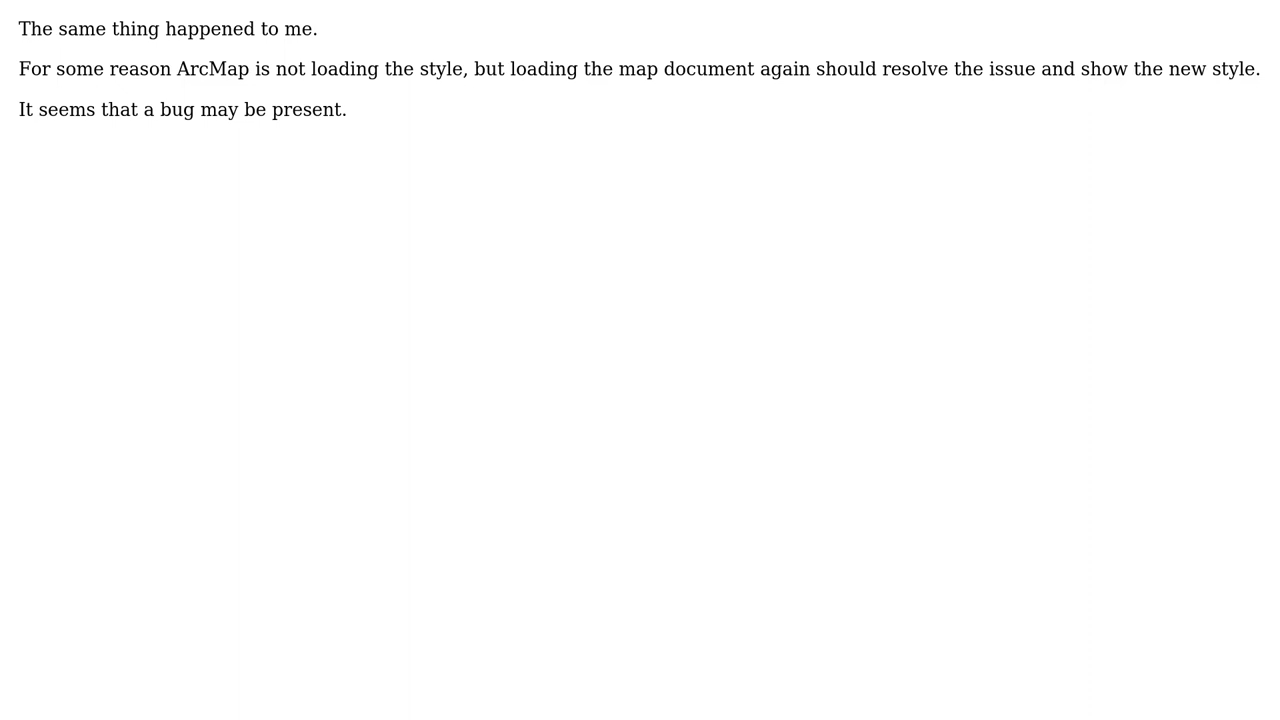 The same thing happened to me.
For some reason ArcMap is not loading the style, but loading the map document again should resolve the issue and show the new style.
It seems that a bug may be present.